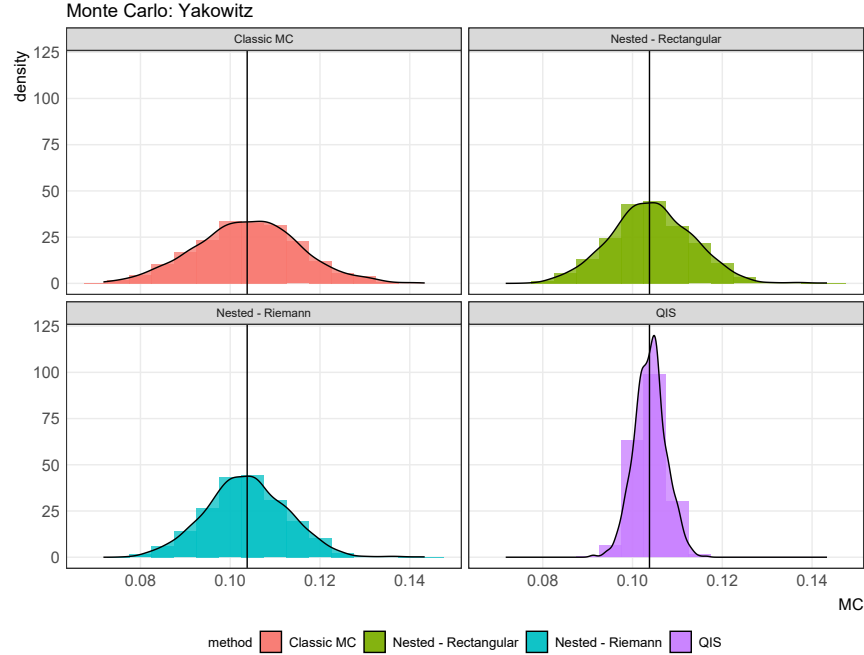 Monte Carlo: Yakowitz
Classic MC
Nested - Rectangular
density
125
100
75
50
25
0
Nested - Riemann
QIS
125
100
75
50
25
0
0.08 0.10 0.12 0.14
0.08 0.10 0.12 0.14
MC
method Classic MC Nested - Rectangular Nested - Riemann QIS